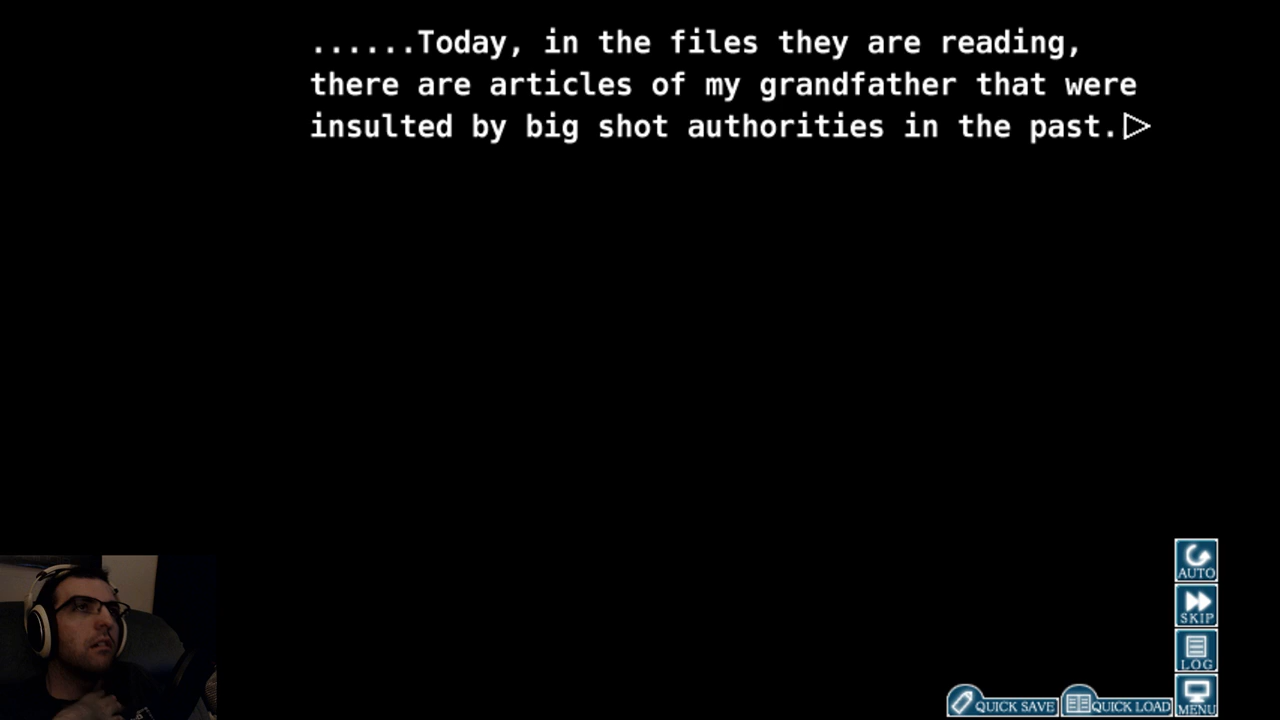 ......Today, in the files they are reading,
there are articles of my grandfather that were
insulted by big shot authorities in the past.
AUTO
SKIP
LOG
QUICK SAVE
QUICK LOAD
MENU